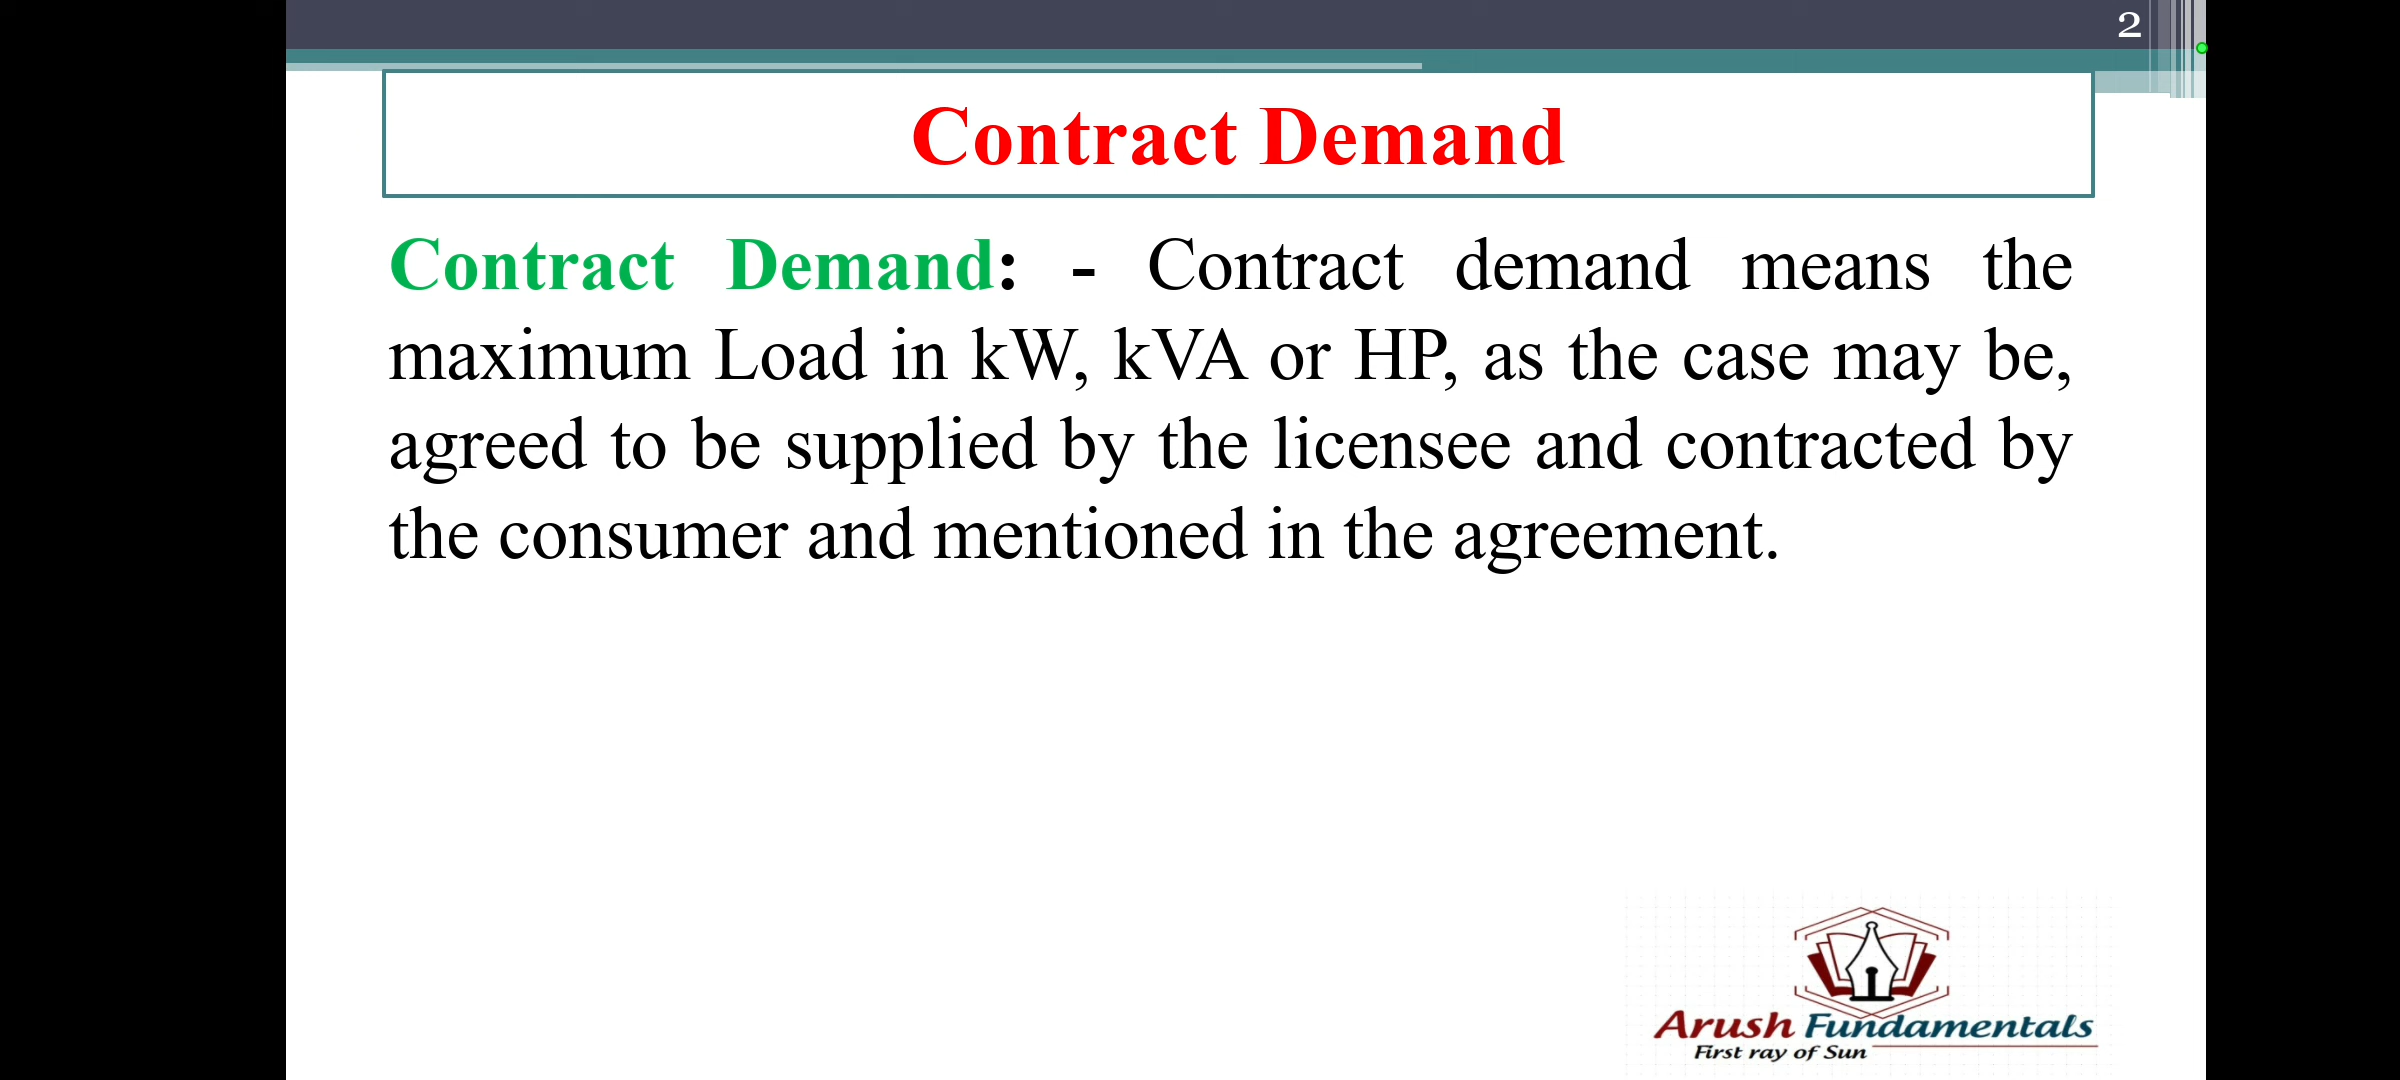 2
Contract Demand
Contract Demand: - Contract demand means the
maximum Load in kW, kVA or HP, as the case may be,
agreed to be supplied by the licensee and contracted by
the consumer and mentioned in the agreement.
Arush Fundamentals
First ray of Sun